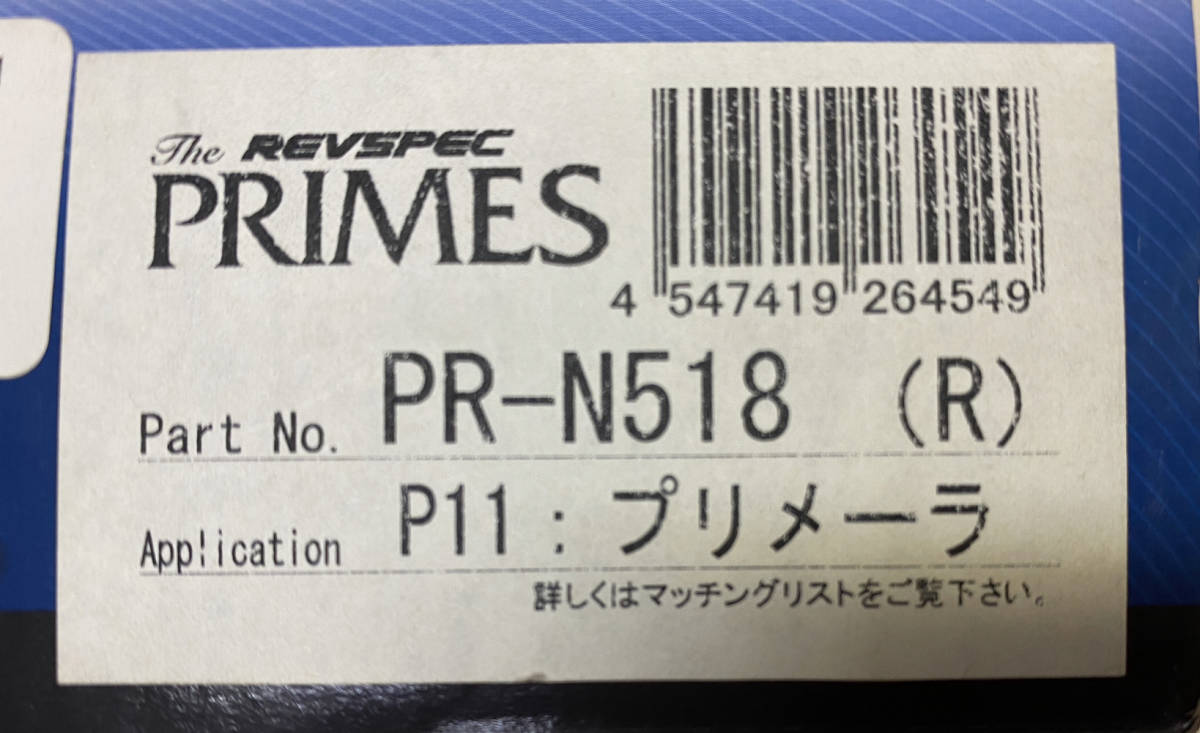 The REVSPEC
PRIMES
4 547419 264549
Part No. PR-N518 (R)
Application P11:プリメーラ
詳しくはマッチングリストをご覧下さい。